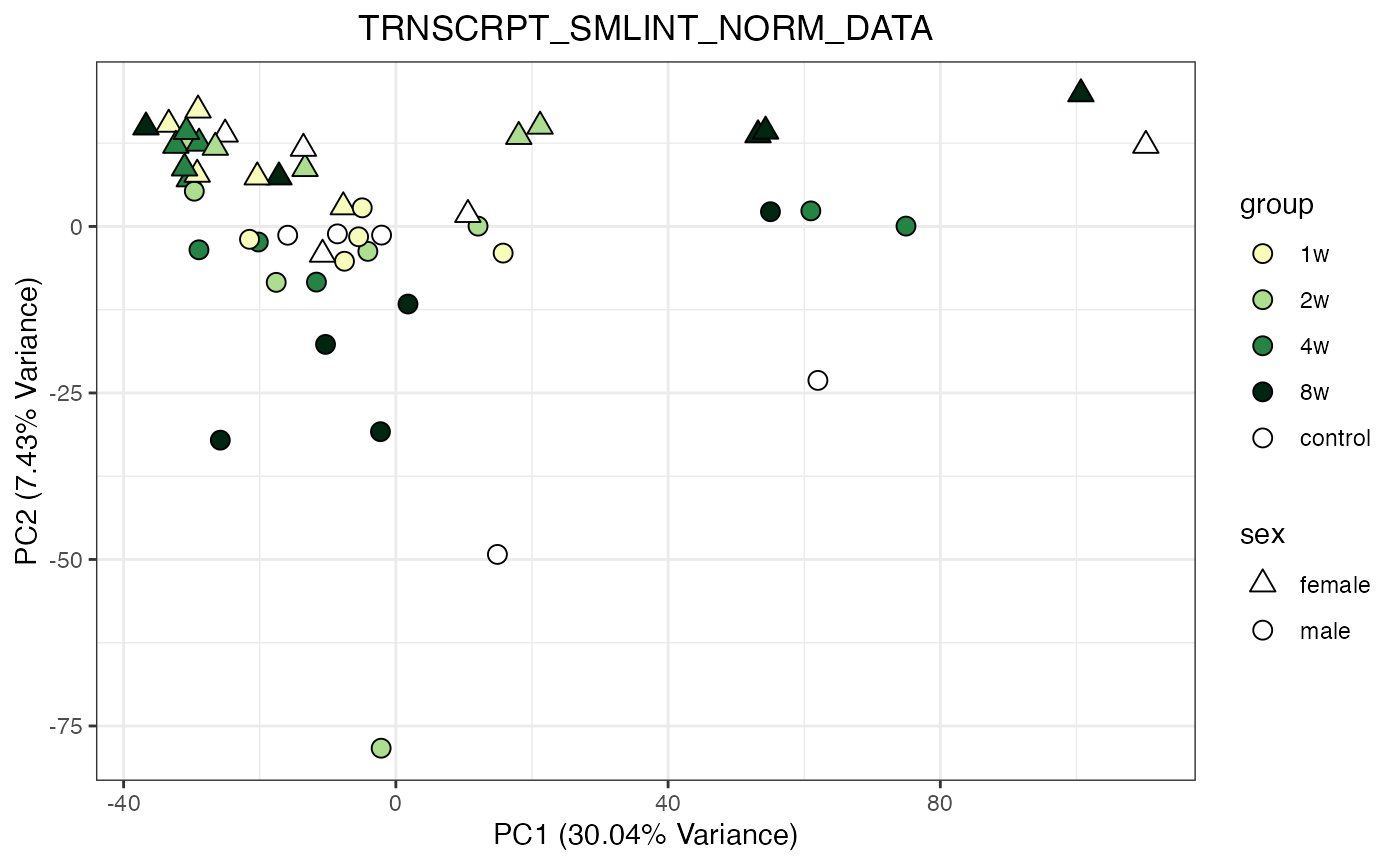 TRNSCRPT_SMLINT_NORM_DATA
0
-25
-50
-75
PC2 (7.43% Variance)
-40
0
40
80
PC1 (30.04% Variance)
group
1w
2w
4w
8w
control
sex
female
male